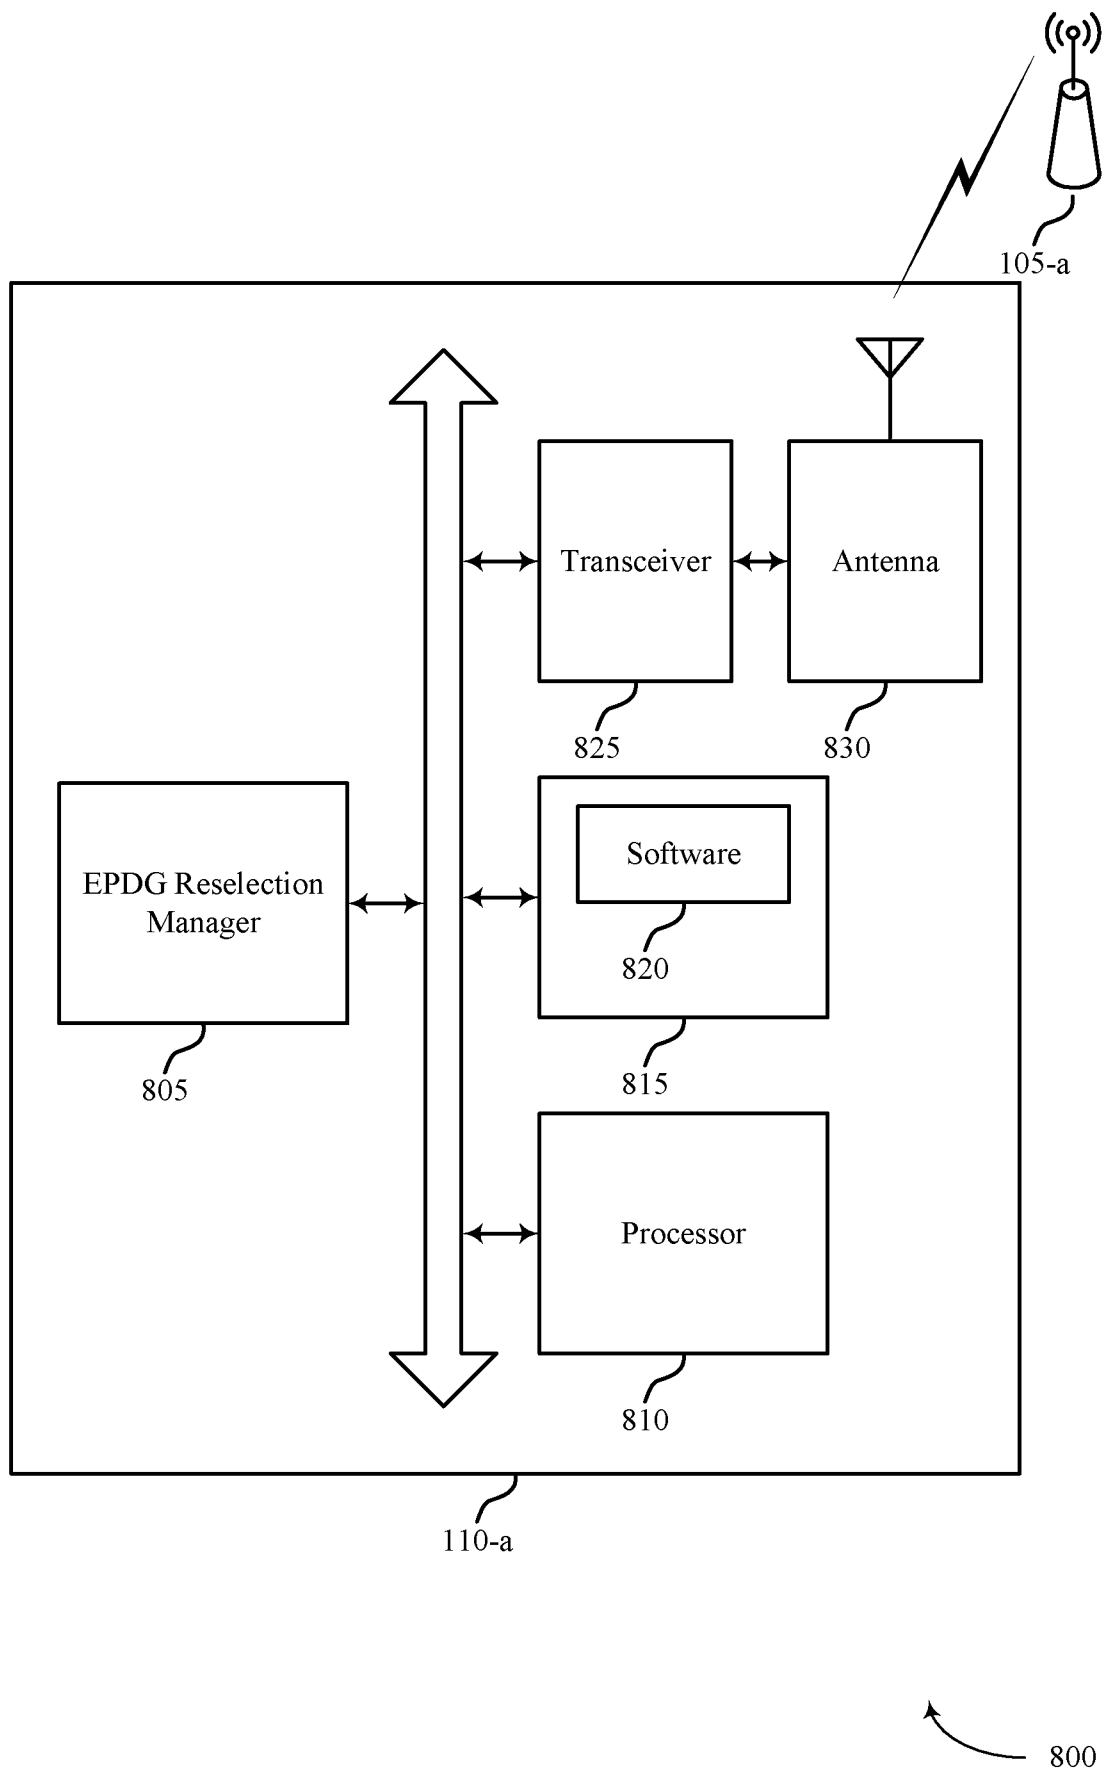 105-a
Transceiver
Antenna
825
830
Software
820
EPDG Reselection
Manager
815
805
Processor
810
110-a
800